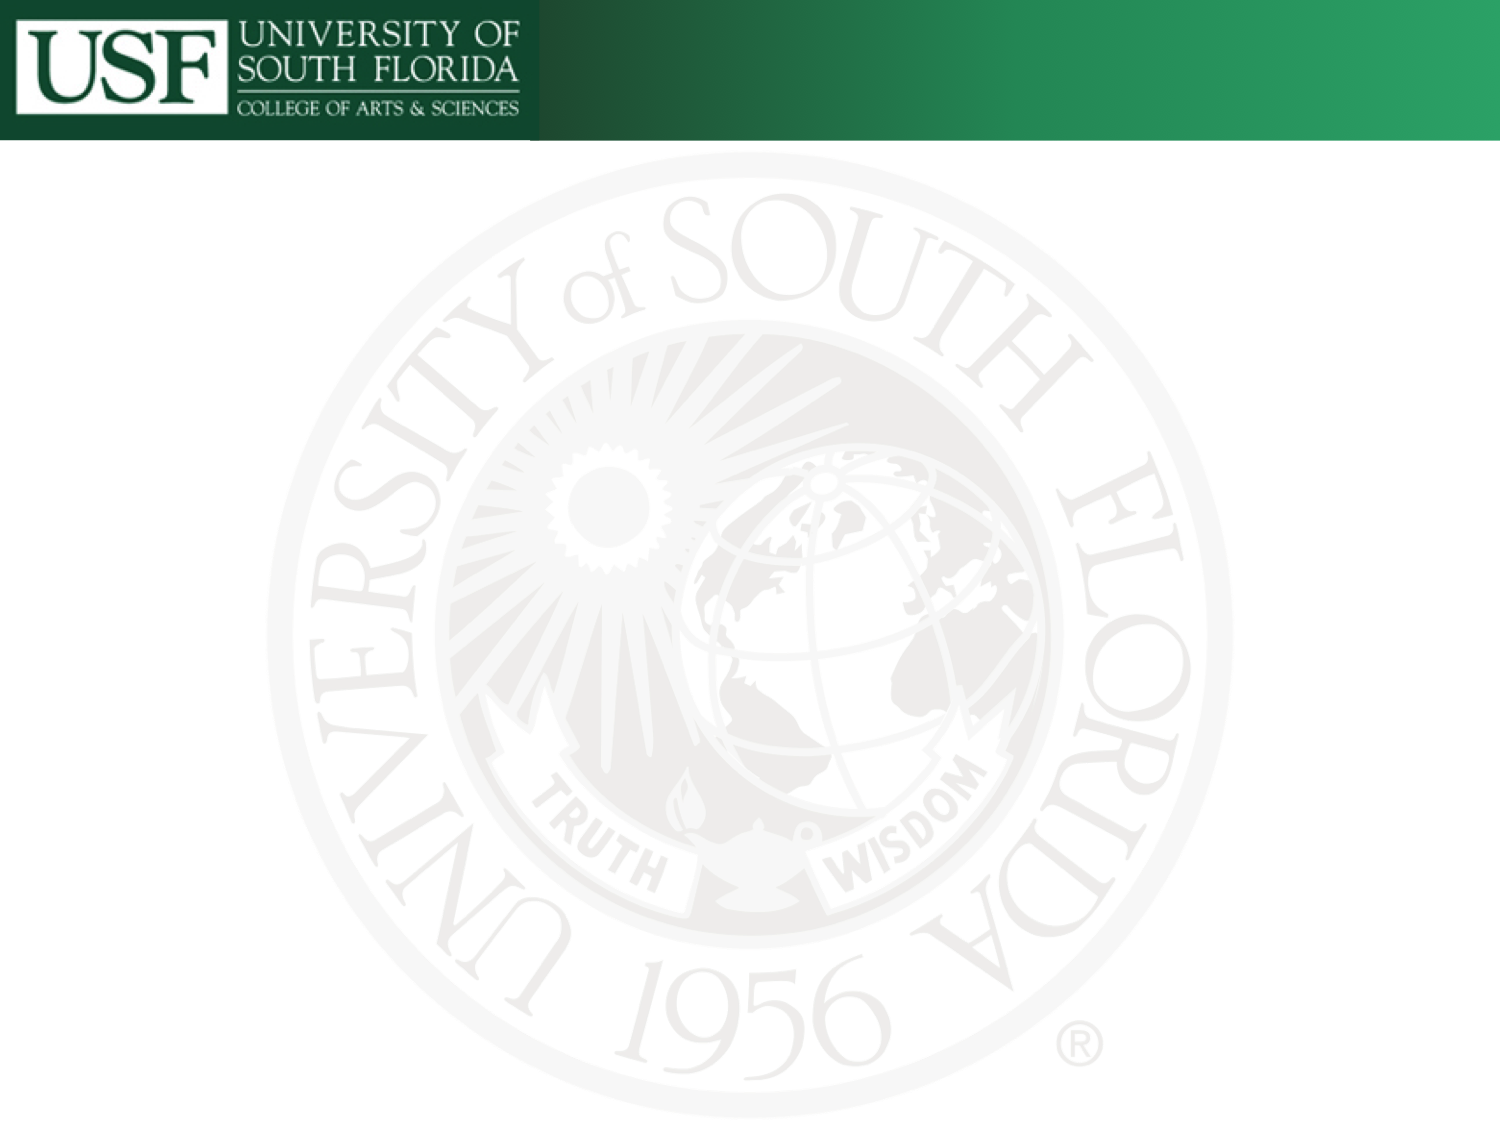 USF
UNIVERSITY OF
SOUTH FLORIDA
COLLEGE OF ARTS & SCIENCES
UNIVERSITY of SOUTH FLORIDA
TRUTH
WISDOM
1956
®